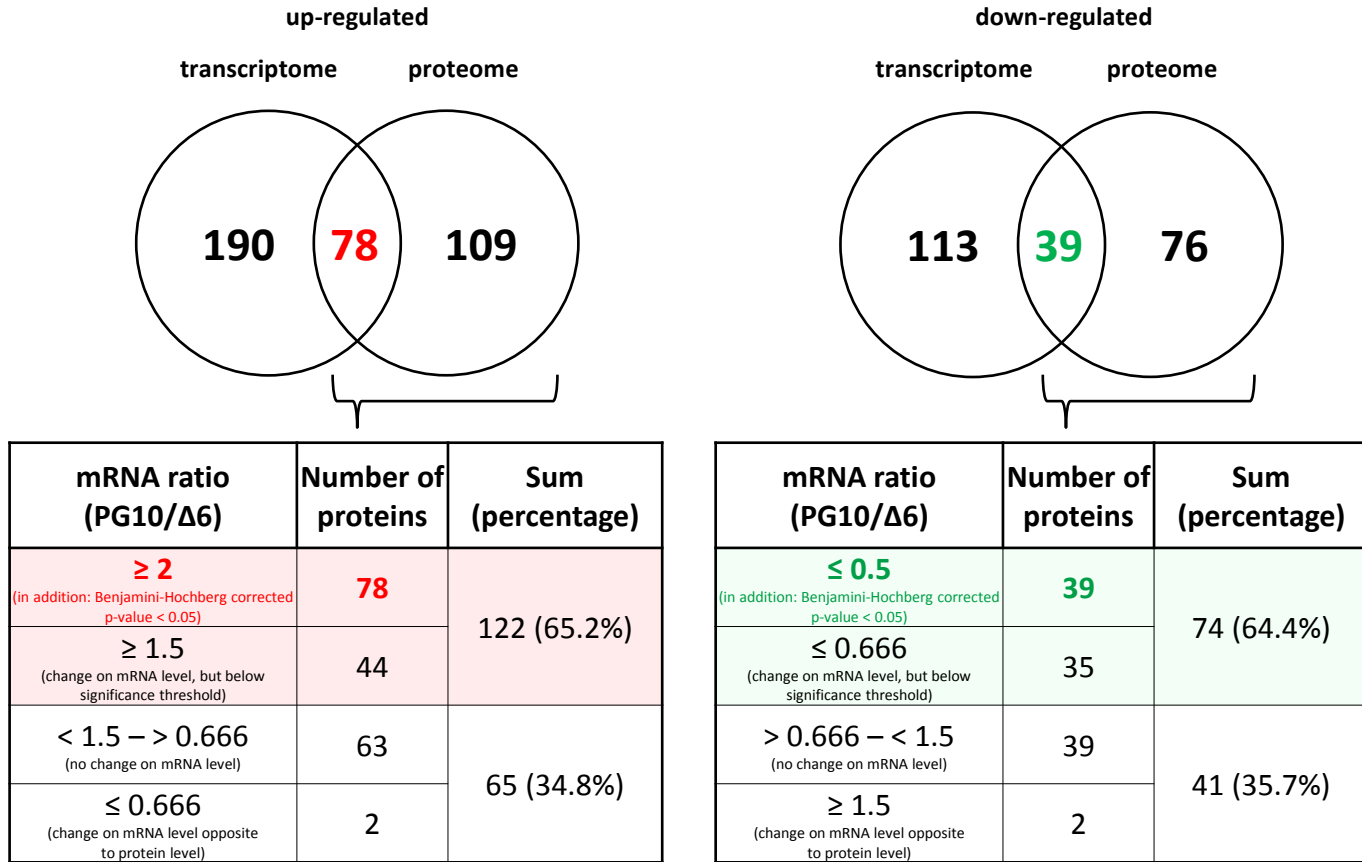 up-regulated
transcriptome proteome
190 78 109
mRNA ratio
(PG10/Δ6)
Number of
proteins
Sum
(percentage)
≥ 2
(in addition: Benjamini-Hochberg corrected
p-value < 0.05)
78
122 (65.2%)
≥ 1.5
(change on mRNA level, but below
significance threshold)
44
< 1.5 – > 0.666
(no change on mRNA level)
63
65 (34.8%)
≤ 0.666
(change on mRNA level opposite
to protein level)
2
down-regulated
transcriptome proteome
113 39 76
mRNA ratio
(PG10/Δ6)
Number of
proteins
Sum
(percentage)
≤ 0.5
(in addition: Benjamini-Hochberg corrected
p-value < 0.05)
39
74 (64.4%)
≤ 0.666
(change on mRNA level, but below
significance threshold)
35
> 0.666 – < 1.5
(no change on mRNA level)
39
41 (35.7%)
≥ 1.5
(change on mRNA level opposite
to protein level)
2